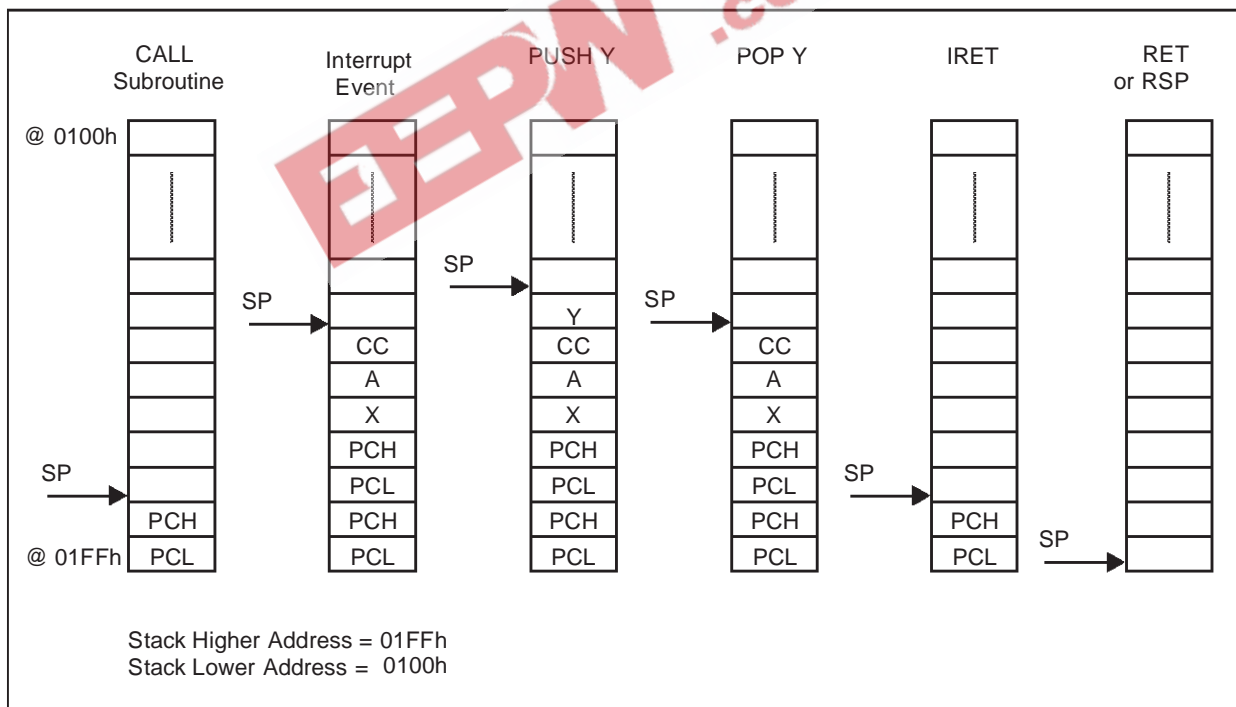 CALL
Subroutine
Interrupt
Event
PUSH Y
POP Y
IRET
RET
or RSP
@ 0100h
SP
SP
SP
SP
SP
SP
Y
CC
CC
CC
A
A
A
X
X
X
PCH
PCH
PCH
PCL
PCL
PCL
PCH
PCH
PCH
PCH
PCH
@ 01FFh
PCL
PCL
PCL
PCL
PCL
Stack Higher Address = 01FFh
Stack Lower Address = 0100h
EEPW
.co